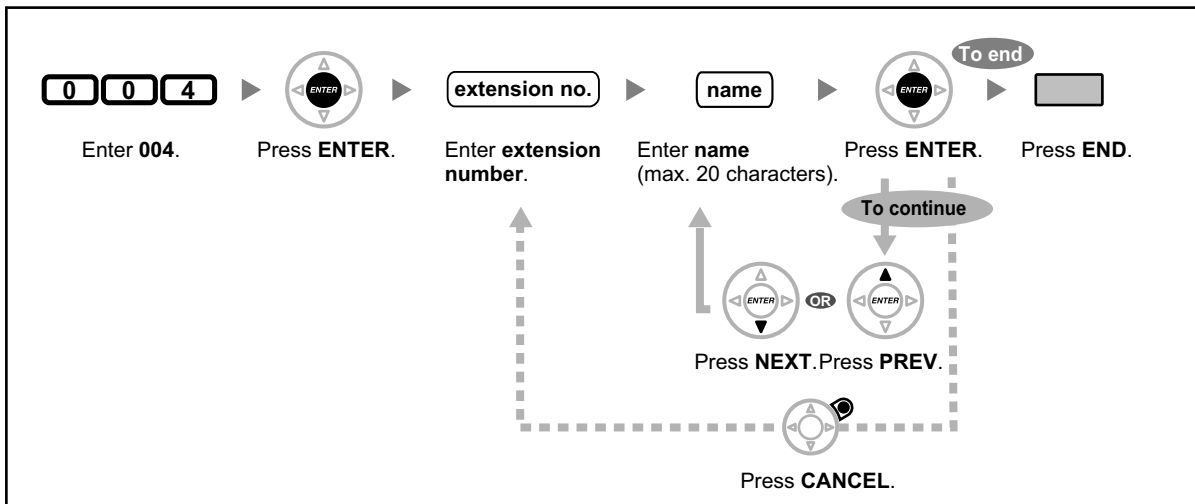 To end
0 0 4 ENTER extension no. name ENTER
Enter 004. Press ENTER. Enter extension number. Enter name (max. 20 characters). Press ENTER. Press END.
To continue
ENTER OR ENTER
Press NEXT. Press PREV.
Press CANCEL.